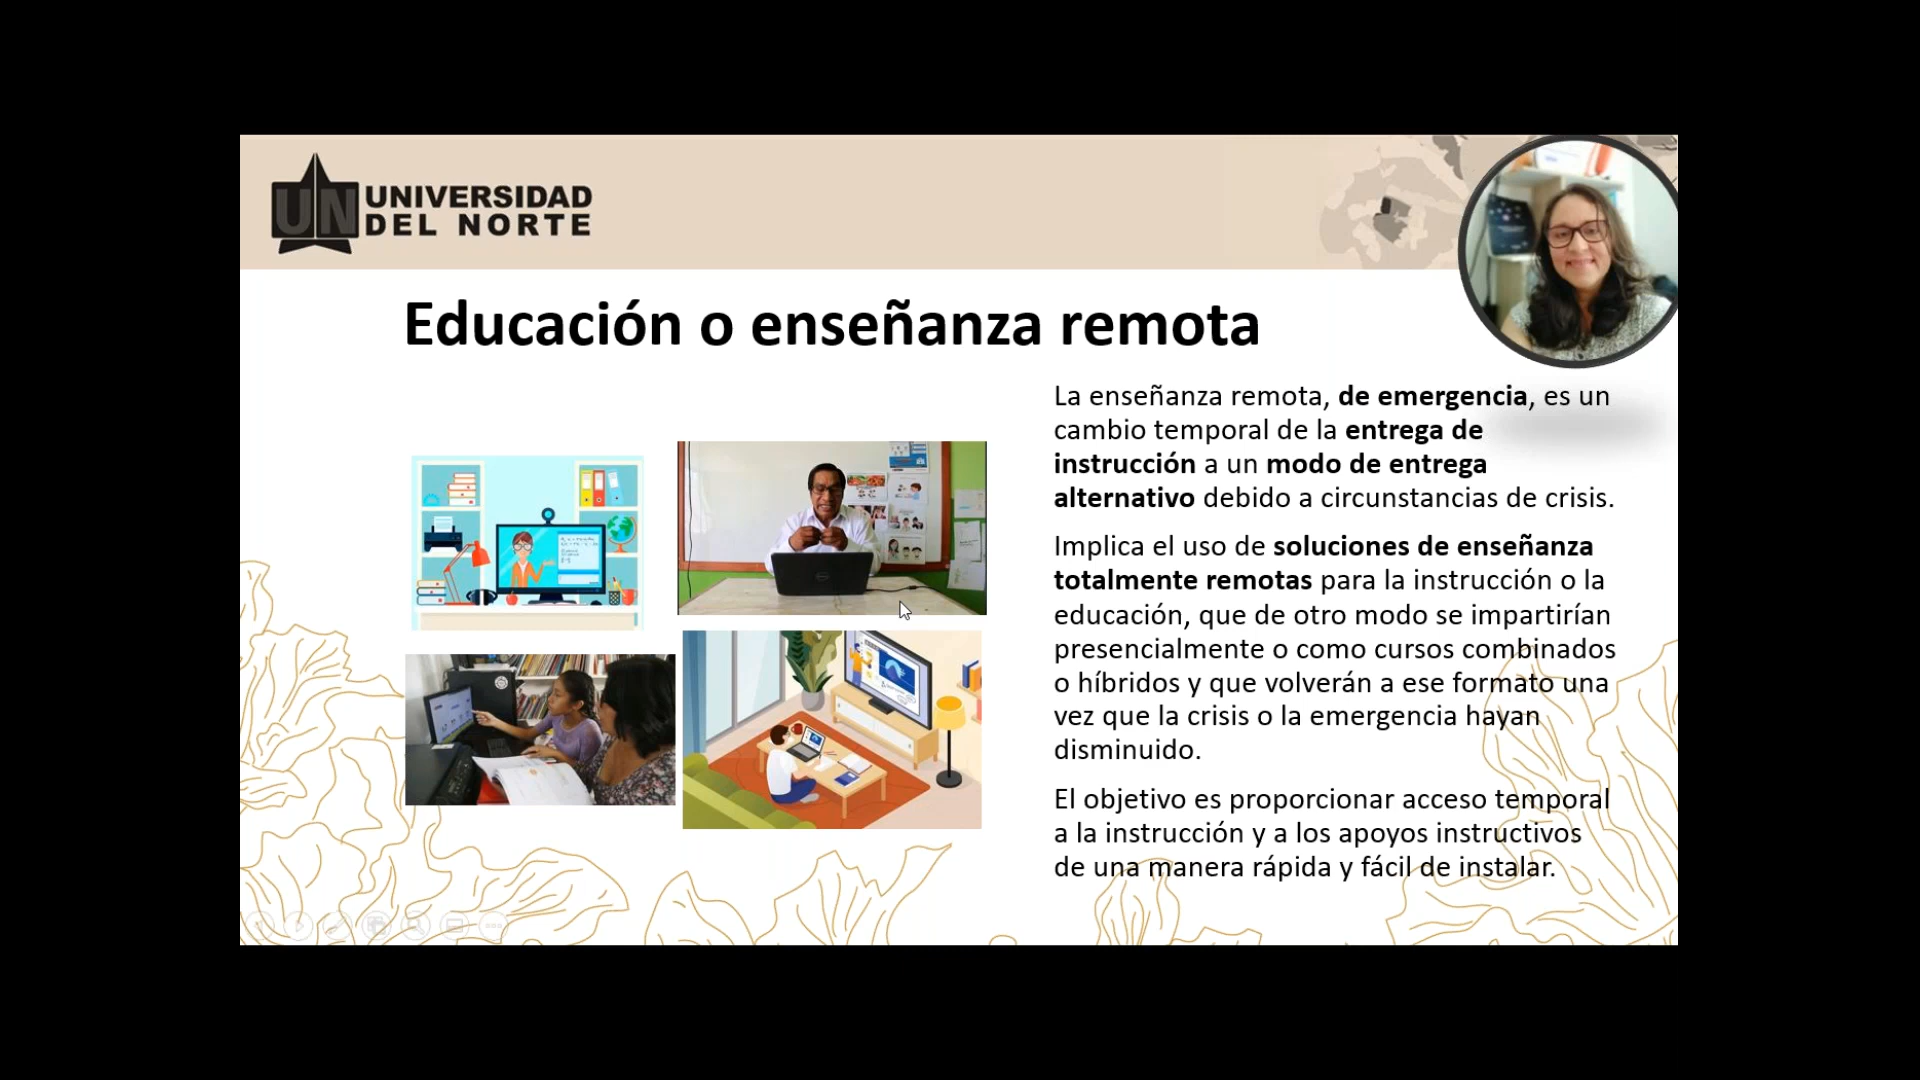 UN UNIVERSIDAD
DEL NORTE
Educación o enseñanza remota
La enseñanza remota, de emergencia, es un
cambio temporal de la entrega de
instrucción a un modo de entrega
alternativo debido a circunstancias de crisis.
Implica el uso de soluciones de enseñanza
totalmente remotas para la instrucción o la
educación, que de otro modo se impartirían
presencialmente o como cursos combinados
o híbridos y que volverán a ese formato una
vez que la crisis o la emergencia hayan
disminuido.
El objetivo es proporcionar acceso temporal
a la instrucción y a los apoyos instructivos
de una manera rápida y fácil de instalar.